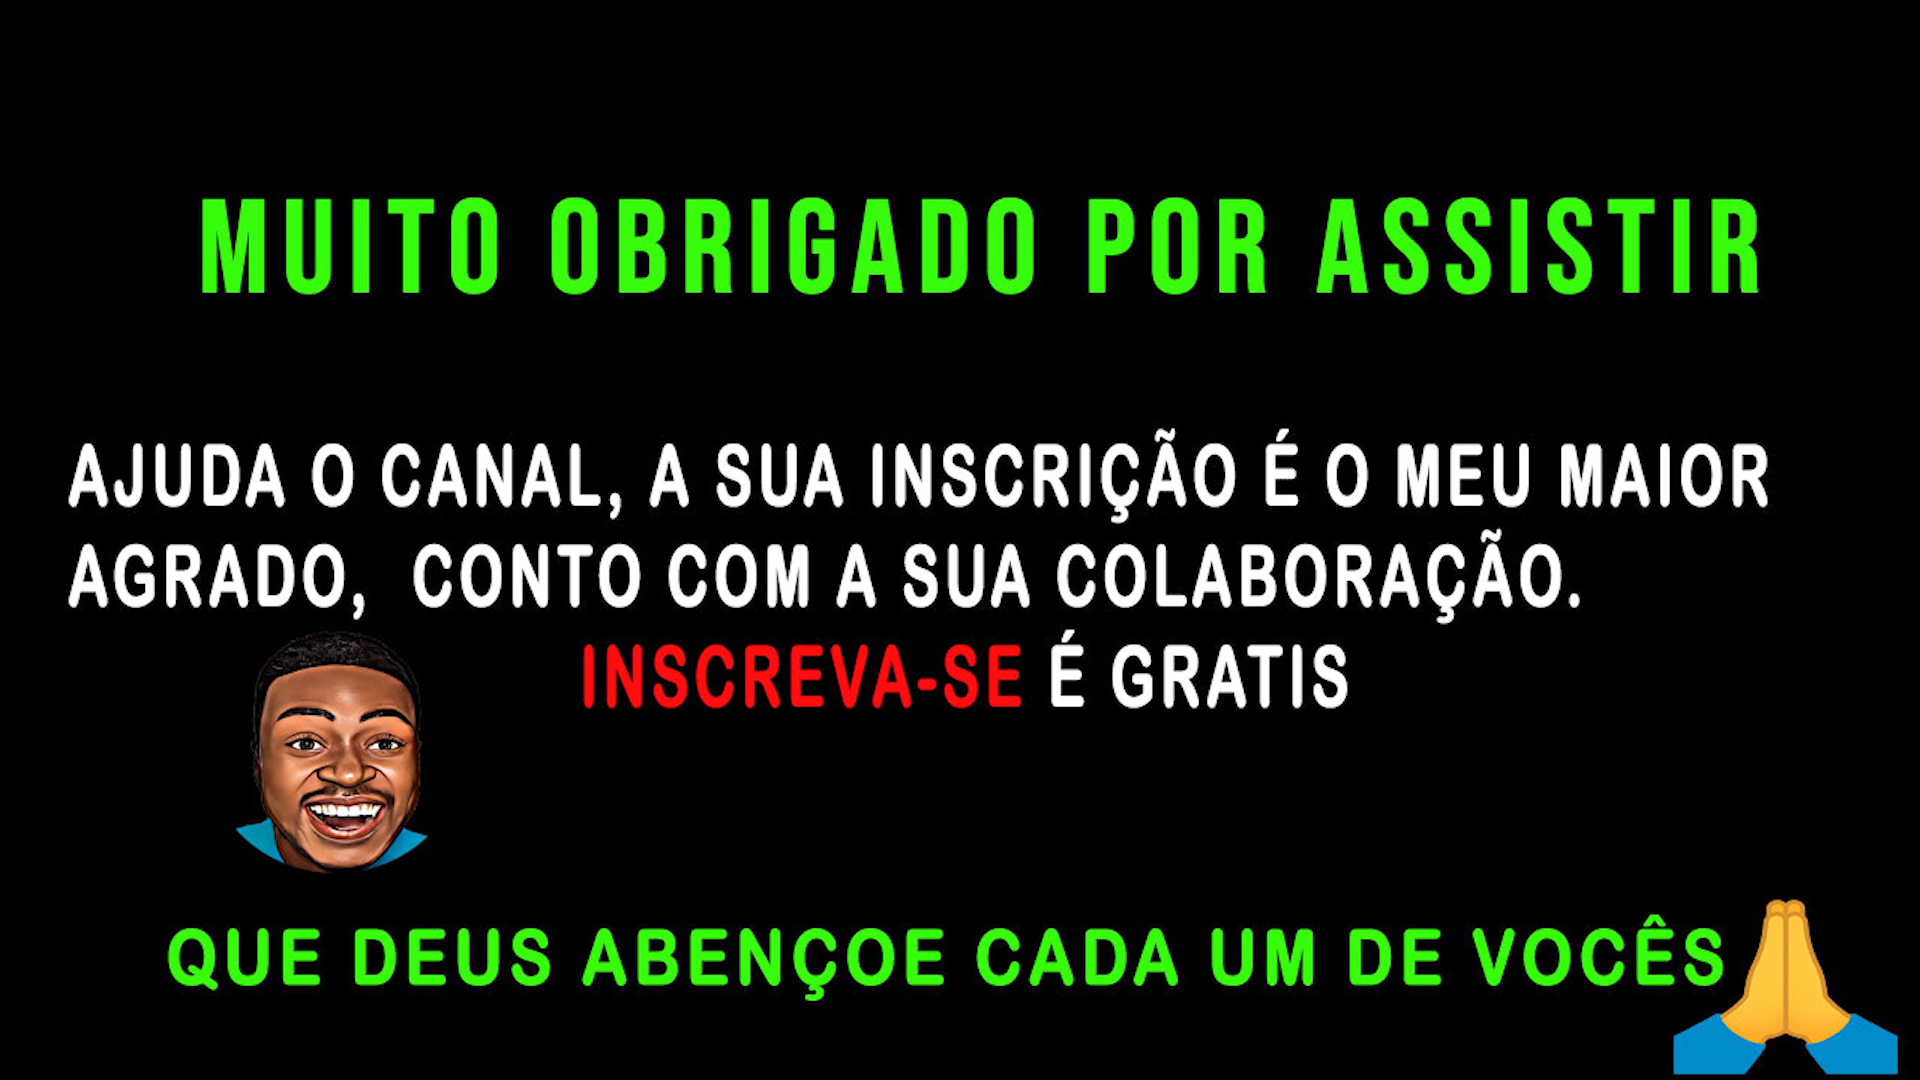 MUITO OBRIGADO POR ASSISTIR
AJUDA O CANAL, A SUA INSCRIÇÃO É O MEU MAIOR
AGRADO, CONTO COM A SUA COLABORAÇÃO.
INSCREVA-SE É GRATIS
QUE DEUS ABENÇOE CADA UM DE VOCÊS